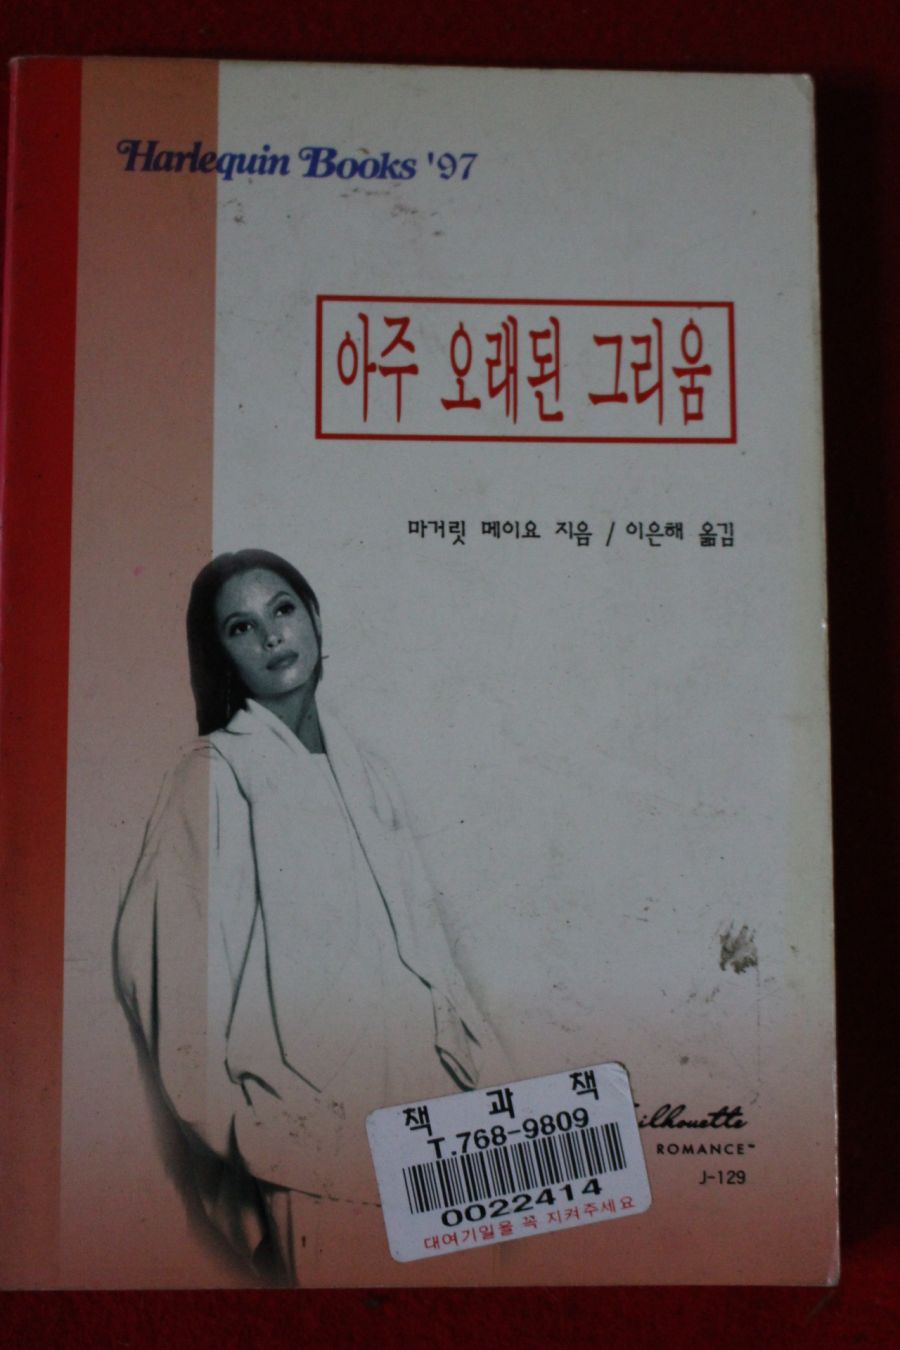 Harlequin Books '97
아주 오래된 그리움
마거릿 메이요 지음 / 이은해 옮김
책 과 책
T.768-9809
0022414
대여기일을 꼭 지켜주세요
Silhouette
ROMANCE™
J-129